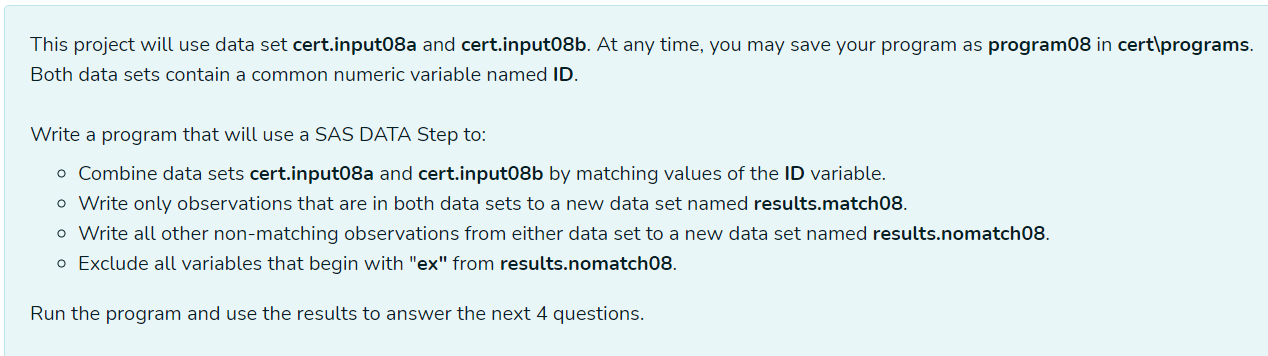 This project will use data set cert.input08a and cert.input08b. At any time, you may save your program as program08 in cert\programs.
Both data sets contain a common numeric variable named ID.
Write a program that will use a SAS DATA Step to:
◦ Combine data sets cert.input08a and cert.input08b by matching values of the ID variable.
◦ Write only observations that are in both data sets to a new data set named results.match08.
◦ Write all other non-matching observations from either data set to a new data set named results.nomatch08.
◦ Exclude all variables that begin with "ex" from results.nomatch08.
Run the program and use the results to answer the next 4 questions.